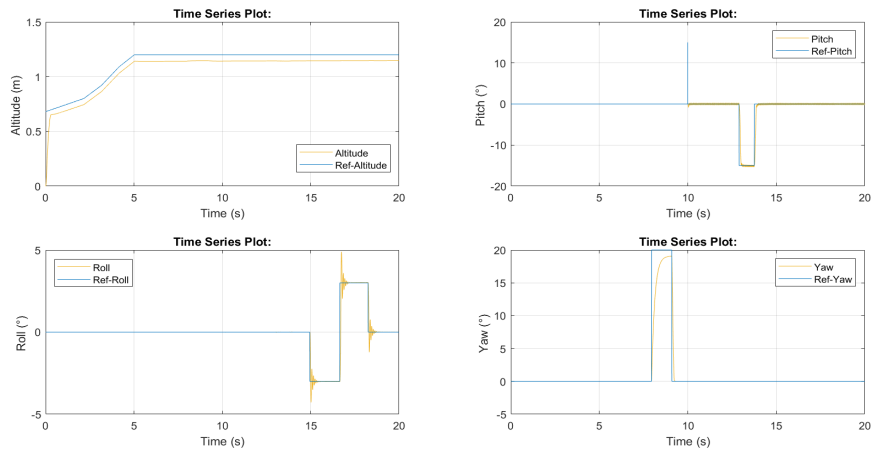 Time Series Plot:
1.5
1
0.5
0
Altitude (m)
Altitude
Ref-Altitude
0 5 10 15 20
Time (s)
Time Series Plot:
20
10
0
-10
-20
Pitch (°)
Pitch
Ref-Pitch
0 5 10 15 20
Time (s)
Time Series Plot:
5
0
-5
Roll (°)
Roll
Ref-Roll
0 5 10 15 20
Time (s)
Time Series Plot:
20
15
10
5
0
-5
Yaw (°)
Yaw
Ref-Yaw
0 5 10 15 20
Time (s)